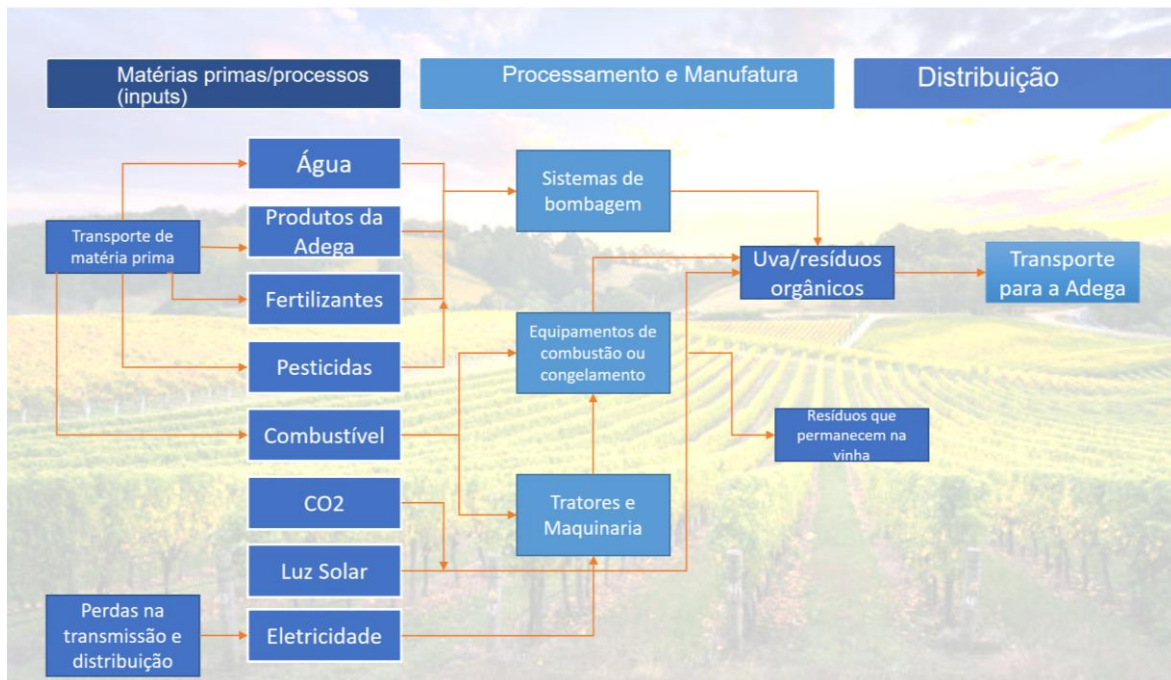 Matérias primas/processos
(inputs)
Processamento e Manufatura
Distribuição
Água
Sistemas de
bombagem
Transporte de
matéria prima
Produtos da
Adega
Uva/resíduos
orgânicos
Transporte
para a Adega
Fertilizantes
Pesticidas
Equipamentos de
combustão ou
congelamento
Combustível
Resíduos que
permanecem na
vinha
CO2
Tratores e
Maquinaria
Luz Solar
Perdas na
transmissão e
distribuição
Eletricidade